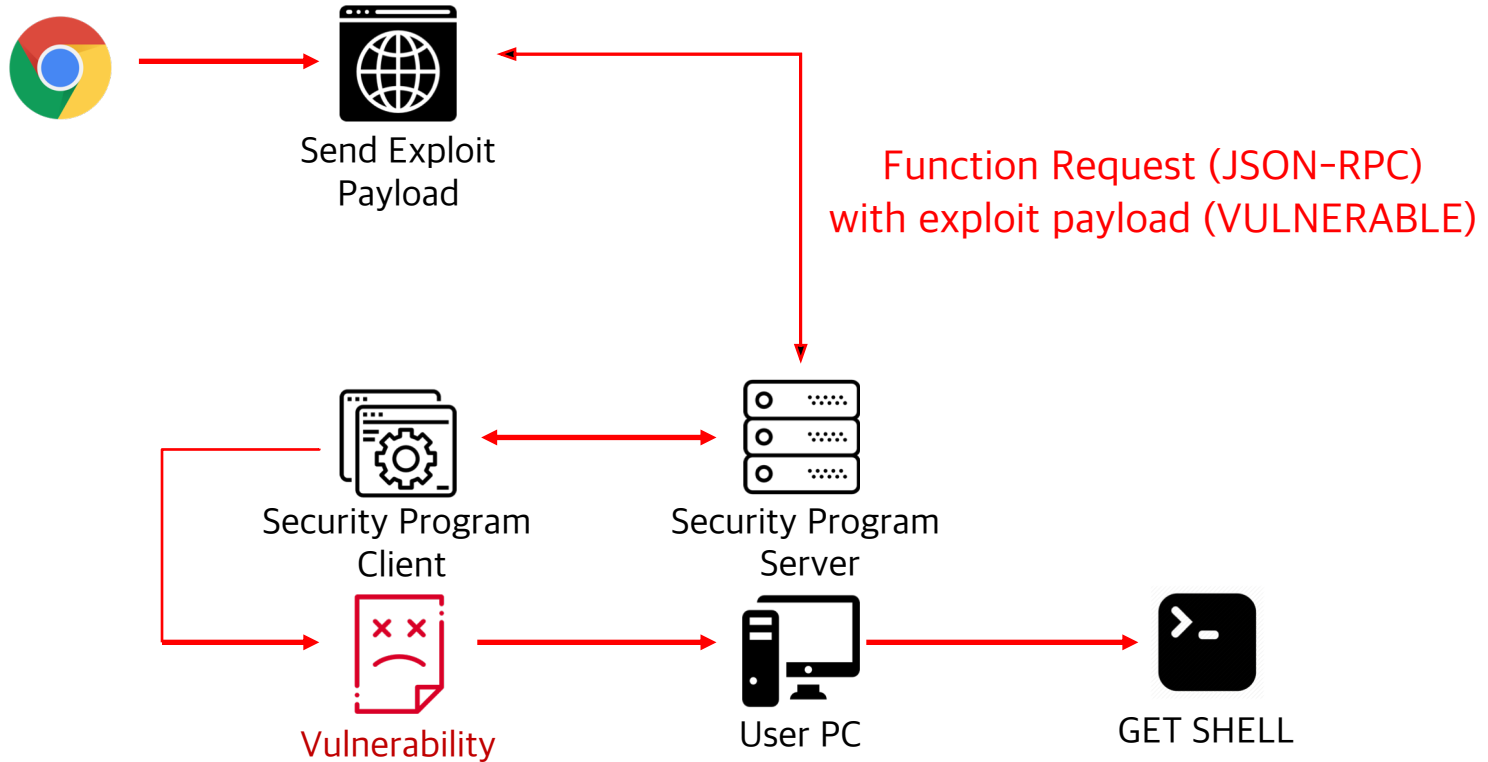 Send Exploit
Payload
Function Request (JSON-RPC)
with exploit payload (VULNERABLE)
Security Program
Client
Security Program
Server
Vulnerability
User PC
GET SHELL